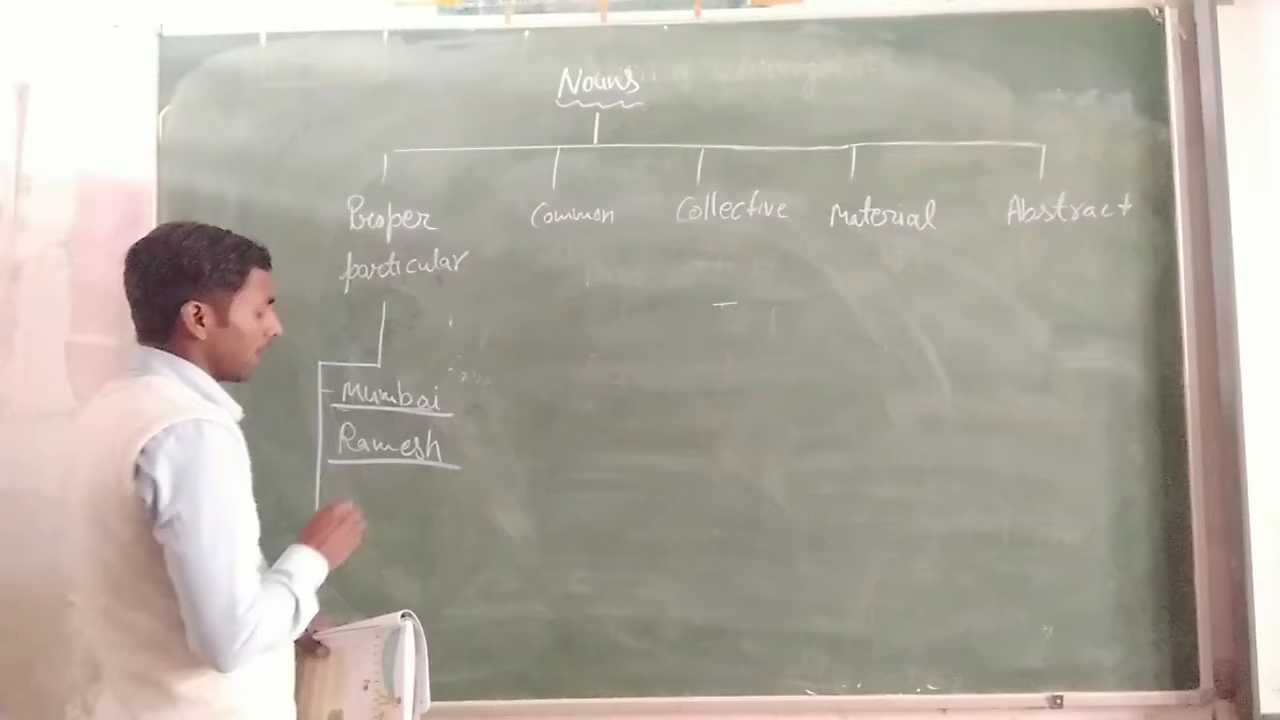 Nouns
Proper Common Collective Material Abstract
particular
Mumbai
Ramesh